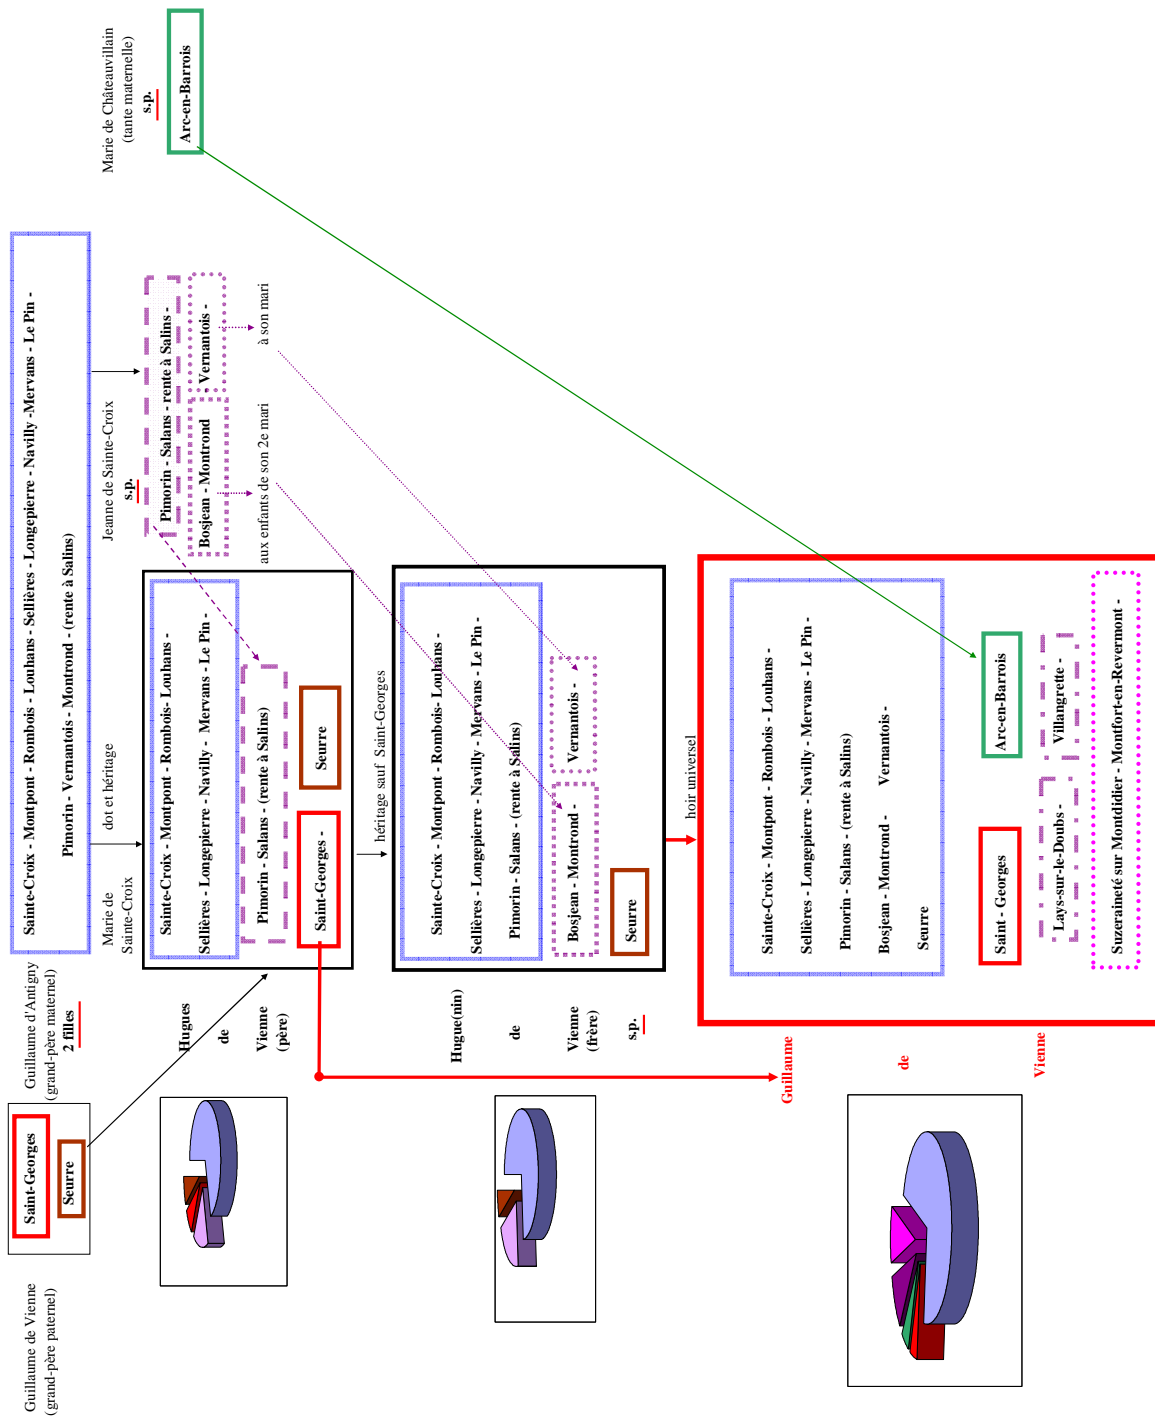 Guillaume de Vienne
(grand-père paternel)
Saint-Georges
Seurre
Guillaume d'Antigny
(grand-père maternel)
2 filles
Sainte-Croix - Montpont - Rombois - Louhans - Sellières - Longepierre - Navilly -Mervans - Le Pin -
Pimorin - Vernantois - Montrond - (rente à Salins)
Marie de Châteauvillain
(tante maternelle)
s.p.
Arc-en-Barrois
Marie de
Sainte-Croix
dot et héritage
Jeanne de Sainte-Croix
s.p.
Pimorin - Salans - rente à Salins -
Bosjean - Montrond
Vernantois -
aux enfants de son 2e mari
à son mari
Hugues
de
Vienne
(père)
Sainte-Croix - Montpont - Rombois- Louhans -
Sellières - Longepierre - Navilly - Mervans - Le Pin -
Pimorin - Salans - (rente à Salins)
Saint-Georges -
Seurre
héritage sauf Saint-Georges
Hugue(nin)
de
Vienne
(frère)
s.p.
Sainte-Croix - Montpont - Rombois- Louhans -
Sellières - Longepierre - Navilly - Mervans - Le Pin -
Pimorin - Salans - (rente à Salins)
Bosjean - Montrond -
Vernantois -
Seurre
hoir universel
Guillaume
de
Vienne
Sainte-Croix - Montpont - Rombois - Louhans -
Sellières - Longepierre - Navilly - Mervans - Le Pin
Pimorin - Salans - (rente à Salins)
Bosjean - Montrond - Vernantois -
Seurre
Saint - Georges
Arc-en-Barrois
Lays-sur-le-Doubs -
Villangrette -
Suzeraineté sur Montdidier - Montfort-en-Revermont -